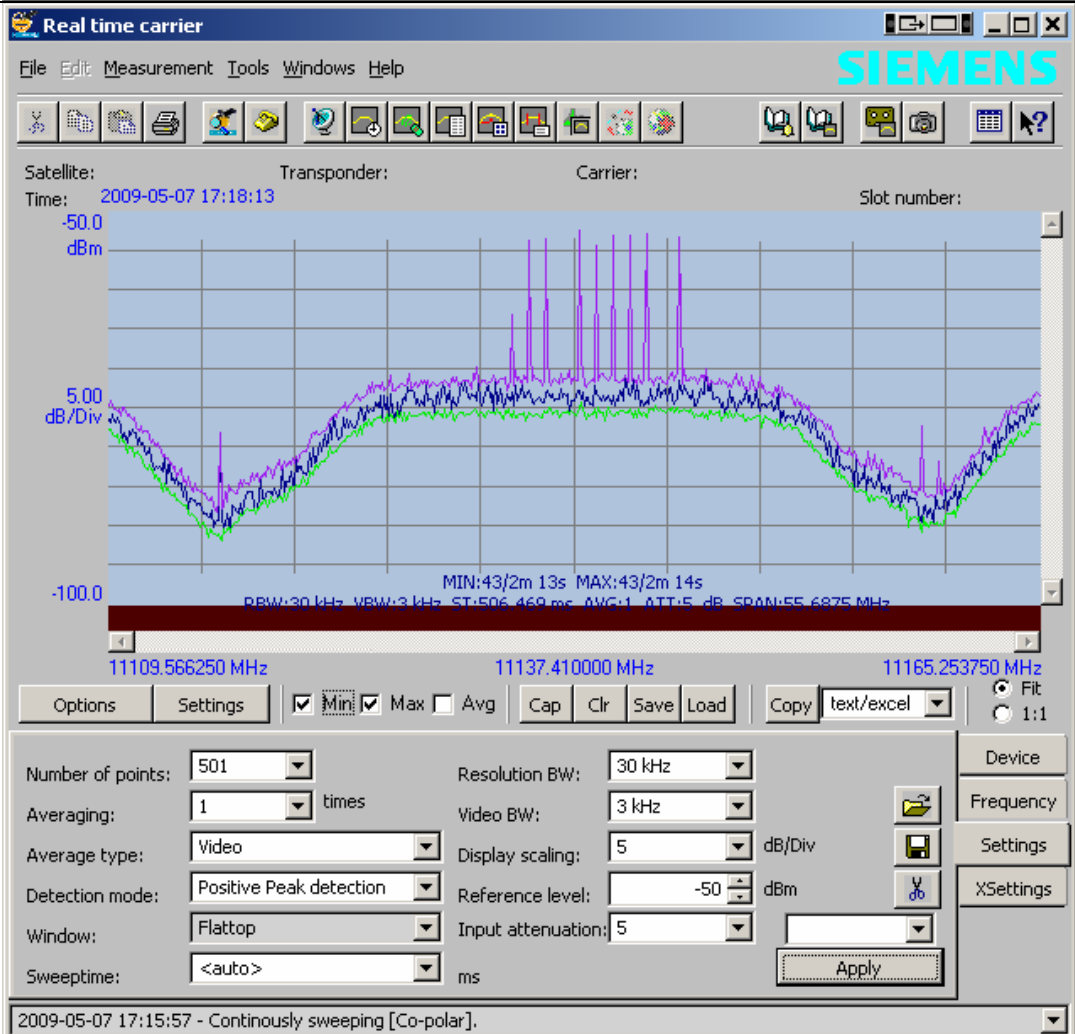 Real time carrier
File Edit Measurement Tools Windows Help
SIEMENS
Satellite: Transponder: Carrier:
Time: 2009-05-07 17:18:13 Slot number:
-50.0
dBm
5.00
dB/Div
-100.0
MIN:43/2m 13s MAX:43/2m 14s
RBW:30 kHz VBW:3 kHz ST:506.469 ms AVG:1 ATT:5 dB SPAN:55.6875 MHz
11109.566250 MHz 11137.410000 MHz 11165.253750 MHz
Options Settings Min Max Avg Cap Clr Save Load Copy text/excel Fit
1:1
Number of points: 501 Resolution BW: 30 kHz Device
Averaging: 1 times Video BW: 3 kHz Frequency
Average type: Video Display scaling: 5 dB/Div Settings
Detection mode: Positive Peak detection Reference level: -50 dBm XSettings
Window: Flattop Input attenuation: 5
Sweeptime: <auto> ms Apply
2009-05-07 17:15:57 - Continously sweeping [Co-polar].